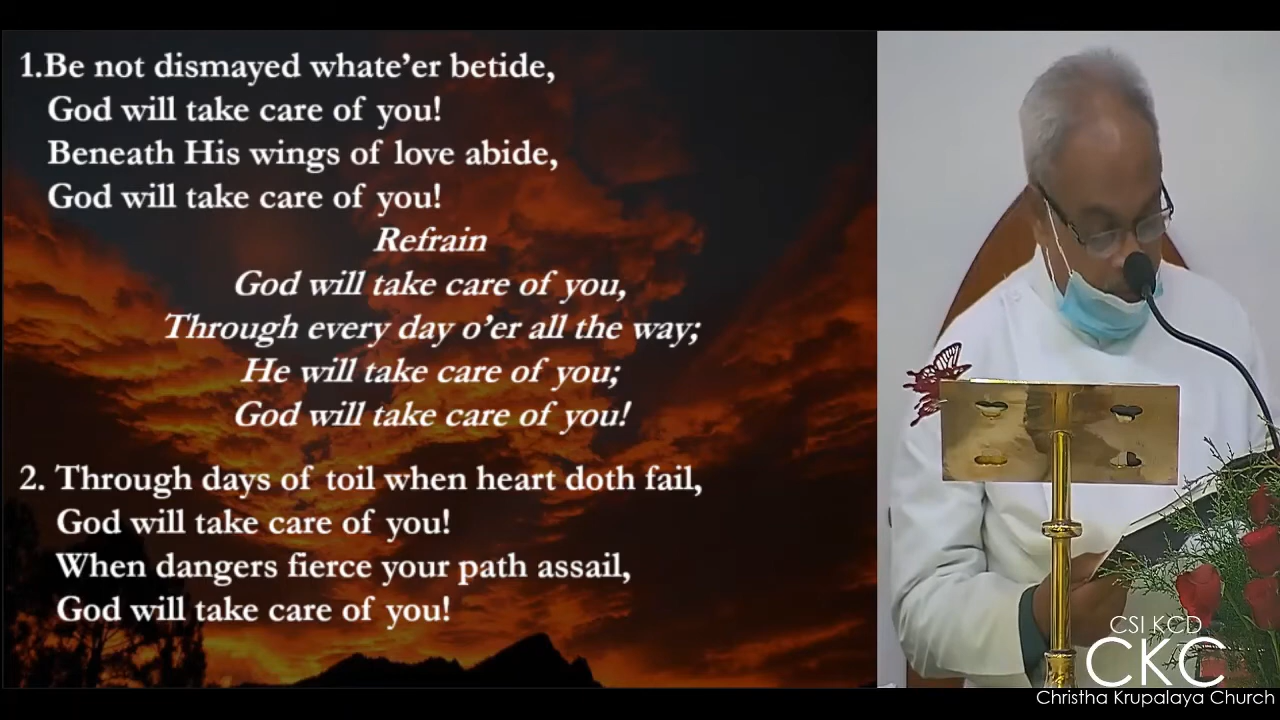 1.Be not dismayed whate’er betide,
God will take care of you!
Beneath His wings of love abide,
God will take care of you!
Refrain
God will take care of you,
Through every day o’er all the way;
He will take care of you;
God will take care of you!
2. Through days of toil when heart doth fail,
God will take care of you!
When dangers fierce your path assail,
God will take care of you!
CSI KCD
CKC
Christha Krupalaya Church